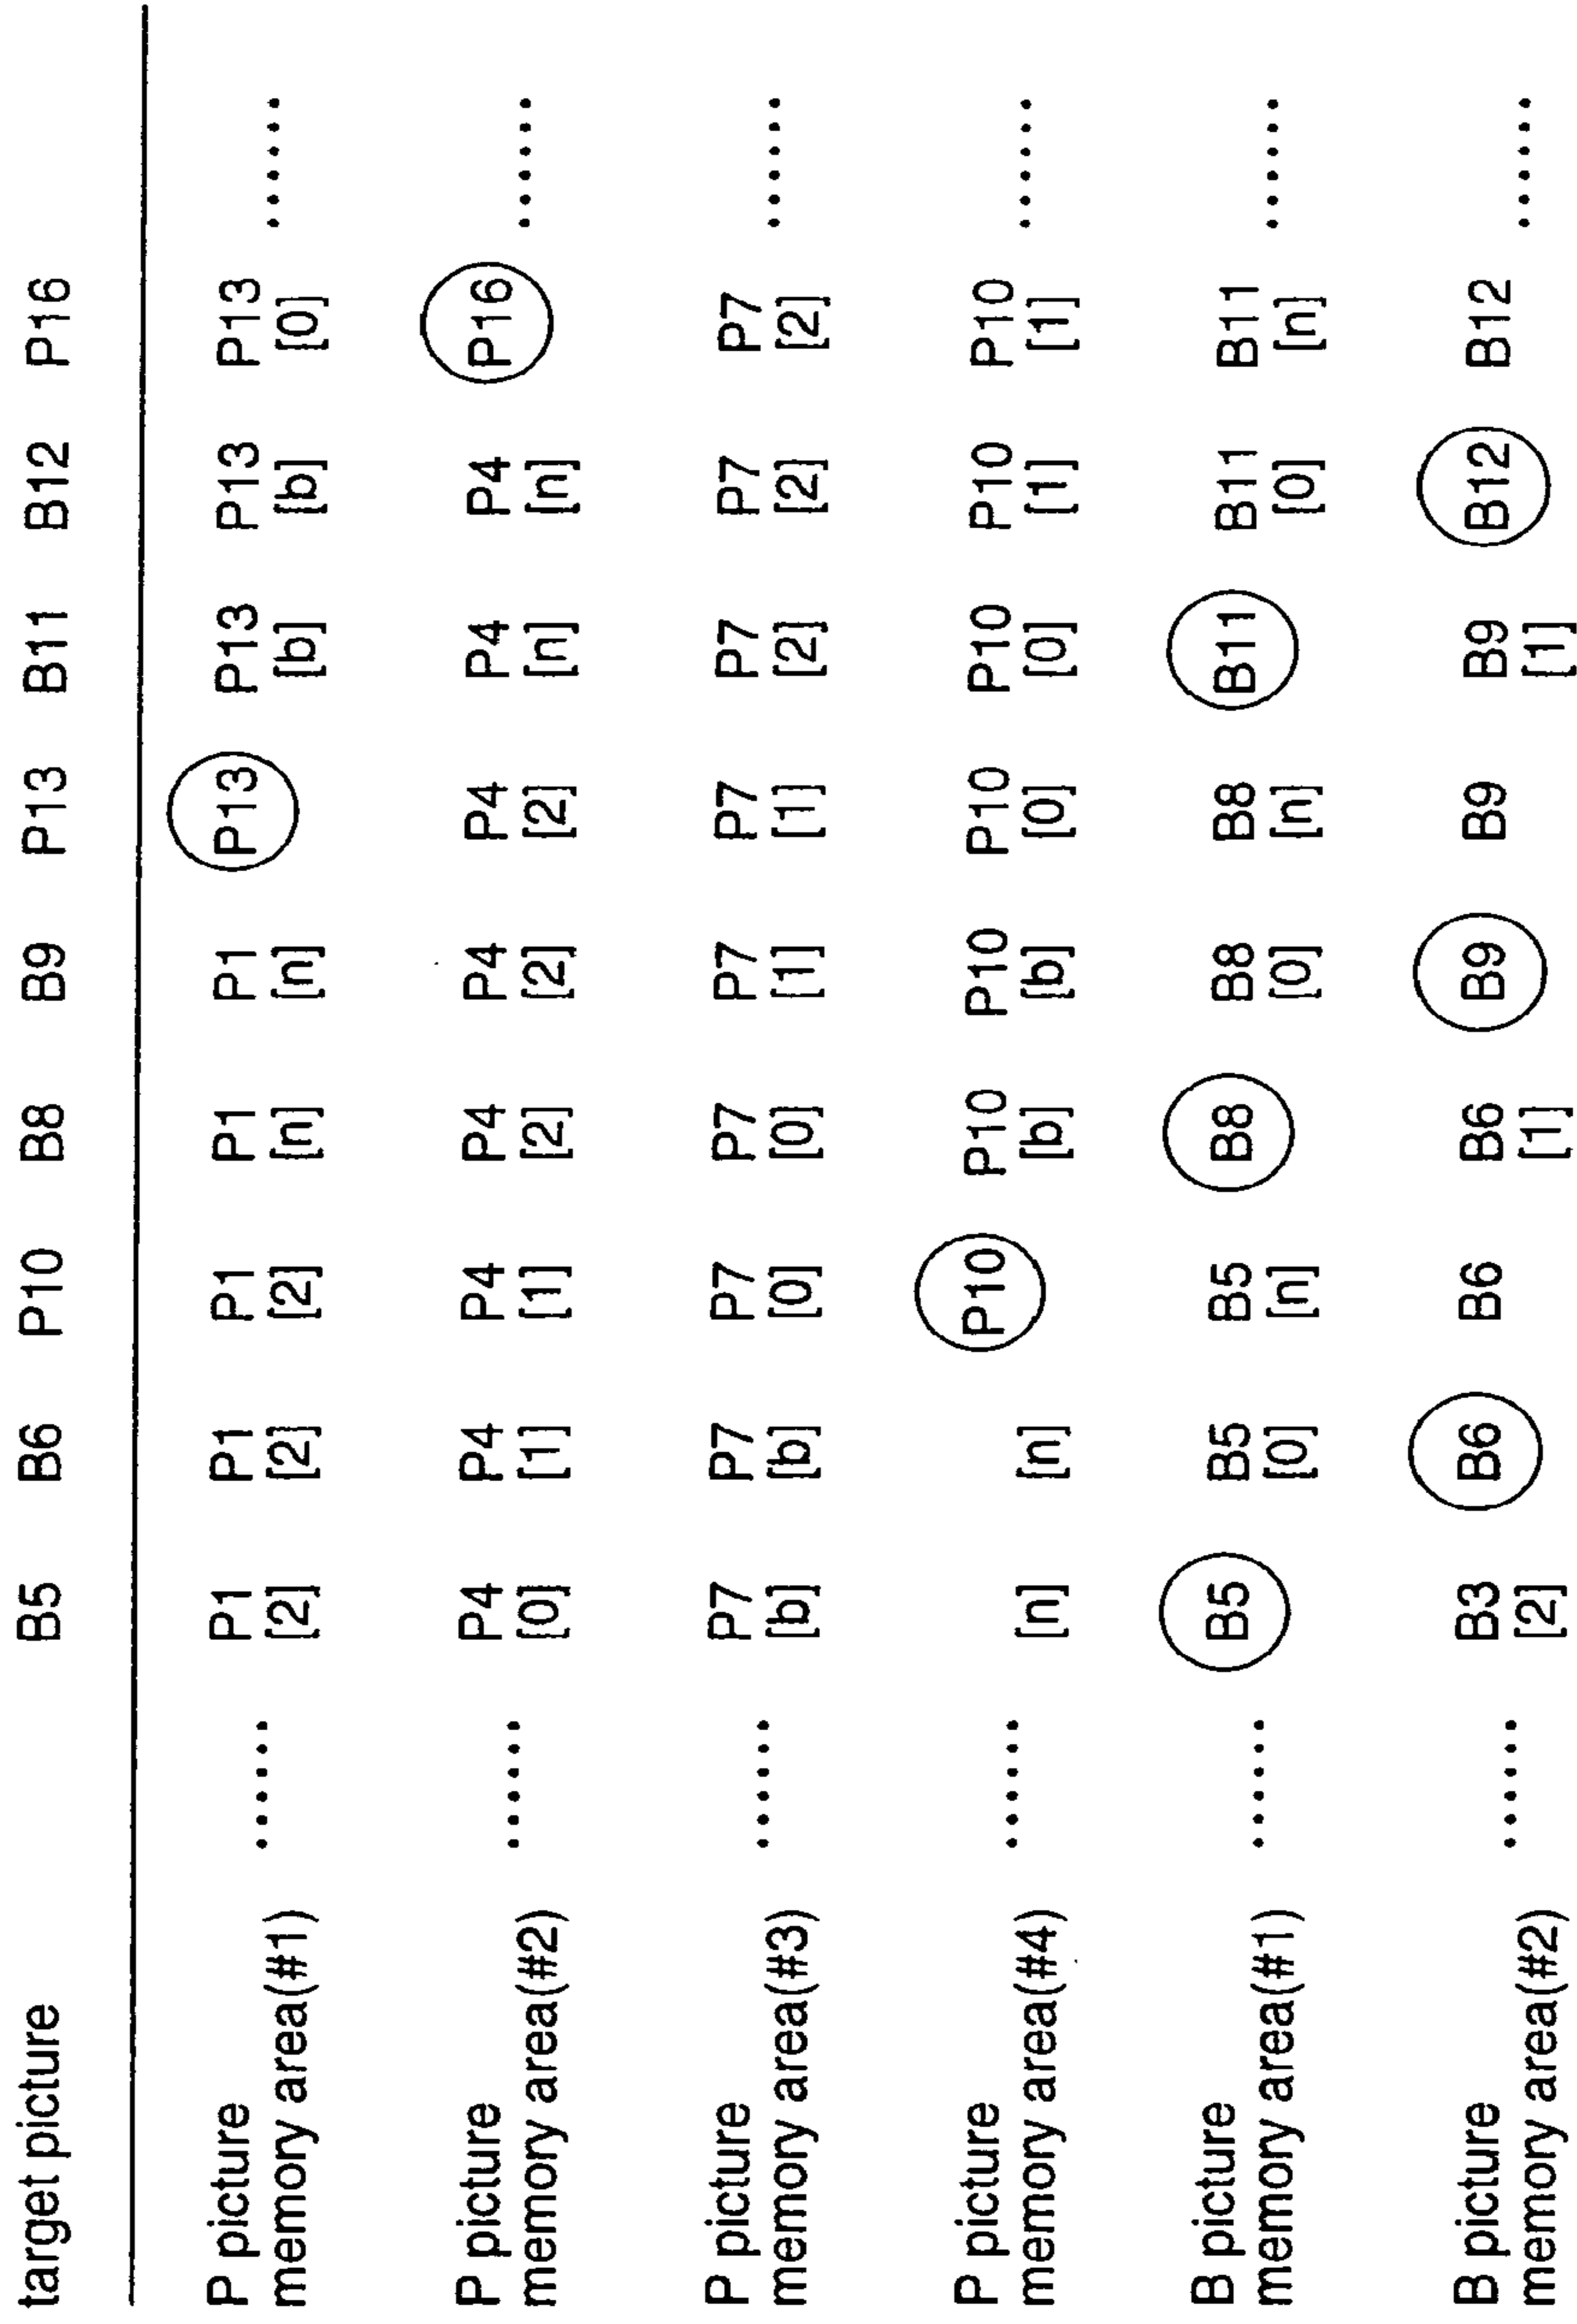 target picture ...... B5 B6 P10 B8 B9 P13 B11 B12 P16
P picture ...... P1 P1 P1 P1 P1 P13 P13 P13 P13 ......
memory area(#1) [2] [2] [2] [n] [n] [b] [b] [0]
P picture ...... P4 P4 P4 P4 P4 P4 P4 P4 P16 ......
memory area(#2) [0] [1] [1] [2] [2] [2] [n] [n]
P picture ...... P7 P7 P7 P7 P7 P7 P7 P7 P7 ......
memory area(#3) [b] [b] [0] [0] [1] [1] [2] [2] [2]
P picture ...... P10 P10 P10 P10 P10 P10 P10 ......
memory area(#4) [n] [n] [b] [b] [0] [0] [1] [1]
B picture ...... B5 B5 B5 B8 B8 B8 B11 B11 B11 ......
memory area(#1) [0] [n] [0] [n] [0] [n]
B picture ...... B3 B6 B6 B6 B9 B9 B9 B12 B12 ......
memory area(#2) [2] [1] [1]